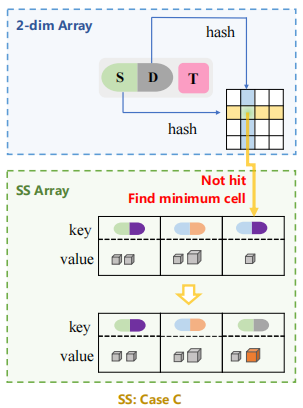 2-dim Array
hash
S D T
hash
Not hit
Find minimum cell
SS Array
key
value
key
value
SS: Case C